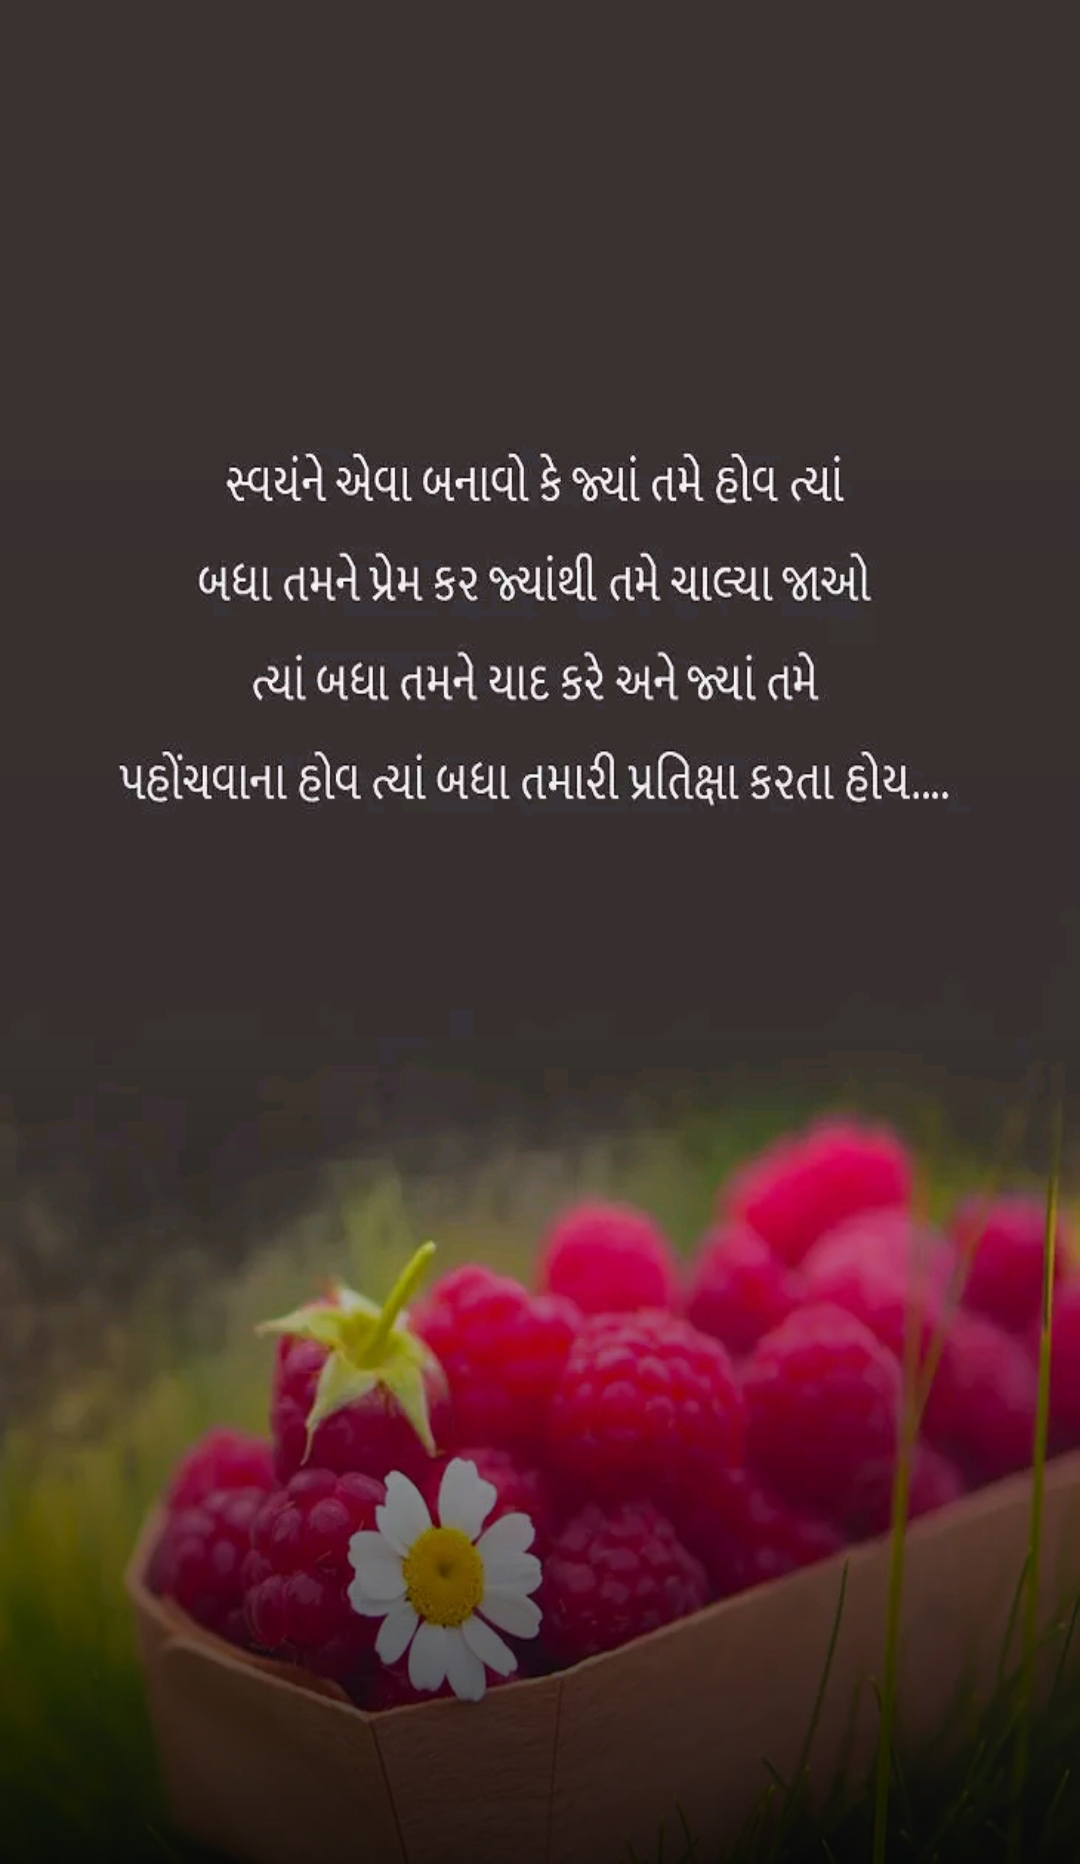 સ્વયંને એવા બનાવો કે જ્યાં તમે હોવ ત્યાં
બધા તમને પ્રેમ કર જ્યાંથી તમે ચાલ્યા જાઓ
ત્યાં બધા તમને યાદ કરે અને જ્યાં તમે
પહોંચવાના હોવ ત્યાં બધા તમારી પ્રતિક્ષા કરતા હોય....